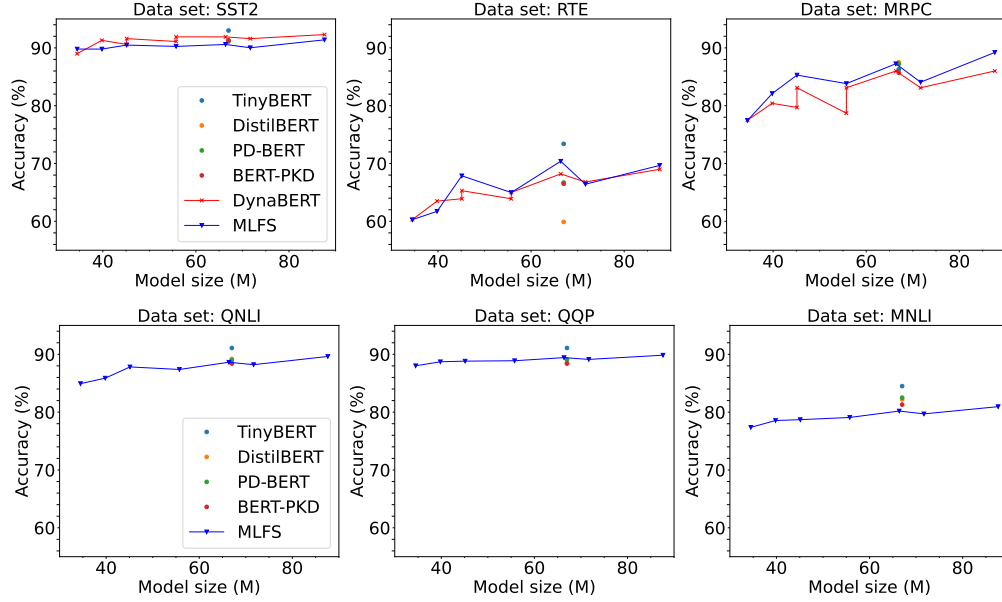 Data set: SST2
90
80
70
60
Accuracy (%)
TinyBERT
DistilBERT
PD-BERT
BERT-PKD
DynaBERT
MLFS
40 60 80
Model size (M)
Data set: RTE
90
80
70
60
Accuracy (%)
40 60 80
Model size (M)
Data set: MRPC
90
80
70
60
Accuracy (%)
40 60 80
Model size (M)
Data set: QNLI
90
80
70
60
Accuracy (%)
TinyBERT
DistilBERT
PD-BERT
BERT-PKD
MLFS
40 60 80
Model size (M)
Data set: QQP
90
80
70
60
Accuracy (%)
40 60 80
Model size (M)
Data set: MNLI
90
80
70
60
Accuracy (%)
40 60 80
Model size (M)